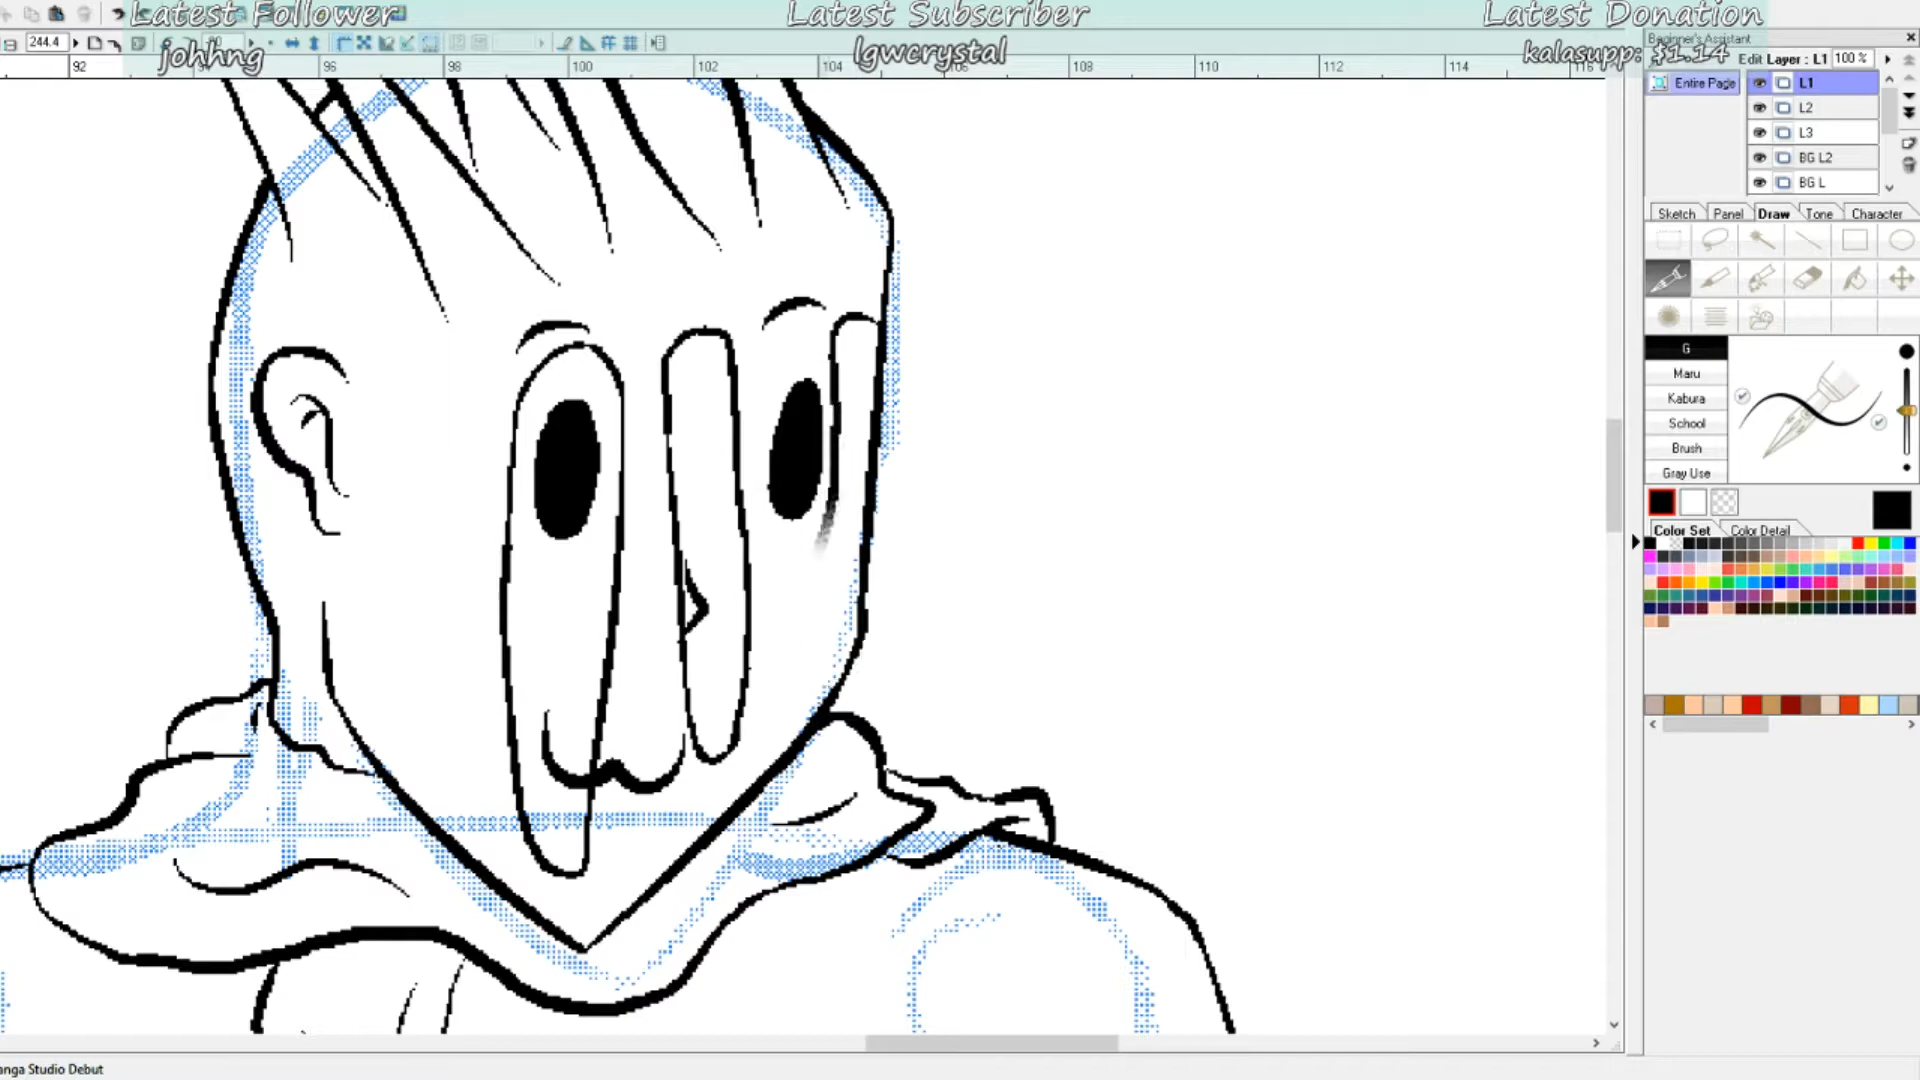 Latest Follower
johhng
Latest Subscriber
lgwcrystal
Latest Donation
kalasupp: $1.14
244.4
92 96 98 100 102 104 106 108 110 112 114
Beginner's Assistant
Edit Layer : L1 100 %
Entire Page
L1
L2
L3
BG L2
BG L
Sketch Panel Draw Tone Character
G
Maru
Kabura
School
Brush
Gray Use
Color Set Color Detail
anga Studio Debut